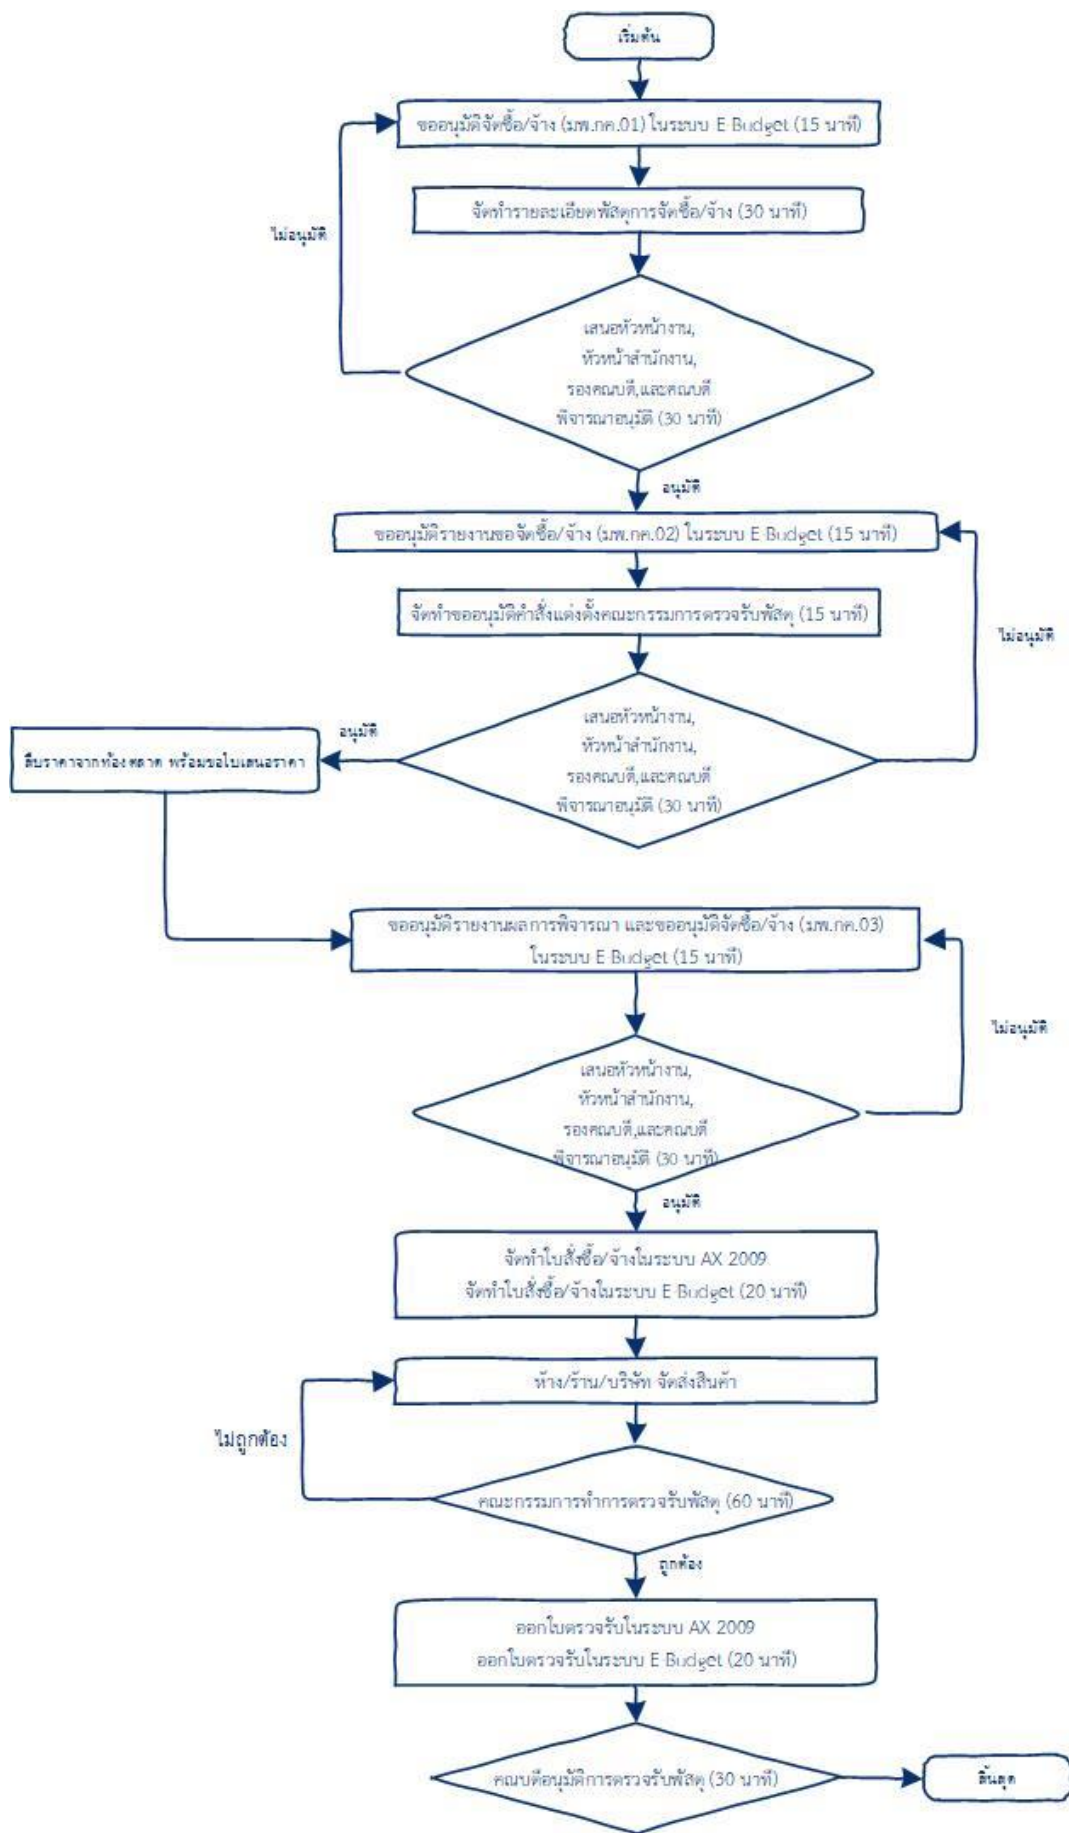 เริ่มต้น
ขออนุมัติจัดซื้อ/จ้าง (มพ.กค.01) ในระบบ E-Budget (15 นาที)
จัดทำรายละเอียดพัสดุการจัดซื้อ/จ้าง (30 นาที)
ไม่อนุมัติ
เสนอหัวหน้างาน,
หัวหน้าสำนักงาน,
รองคณบดี,และคณบดี
พิจารณาอนุมัติ (30 นาที)
อนุมัติ
ขออนุมัติรายงานขอจัดซื้อ/จ้าง (มพ.กค.02) ในระบบ E-Budget (15 นาที)
จัดทำขออนุมัติคำสั่งแต่งตั้งคณะกรรมการตรวจรับพัสดุ (15 นาที)
ไม่อนุมัติ
เสนอหัวหน้างาน,
หัวหน้าสำนักงาน,
รองคณบดี,และคณบดี
พิจารณาอนุมัติ (30 นาที)
อนุมัติ
สืบราคาจากท้องตลาด พร้อมขอใบเสนอราคา
ขออนุมัติรายงานผลการพิจารณา และขออนุมัติจัดซื้อ/จ้าง (มพ.กค.03)
ในระบบ E-Budget (15 นาที)
ไม่อนุมัติ
เสนอหัวหน้างาน,
หัวหน้าสำนักงาน,
รองคณบดี,และคณบดี
พิจารณาอนุมัติ (30 นาที)
อนุมัติ
จัดทำใบสั่งซื้อ/จ้างในระบบ AX 2009
จัดทำใบสั่งซื้อ/จ้างในระบบ E-Budget (20 นาที)
ห้าง/ร้าน/บริษัท จัดส่งสินค้า
ไม่ถูกต้อง
คณะกรรมการทำการตรวจรับพัสดุ (60 นาที)
ถูกต้อง
ออกใบตรวจรับในระบบ AX 2009
ออกใบตรวจรับในระบบ E-Budget (20 นาที)
คณบดีอนุมัติการตรวจรับพัสดุ (30 นาที)
สิ้นสุด